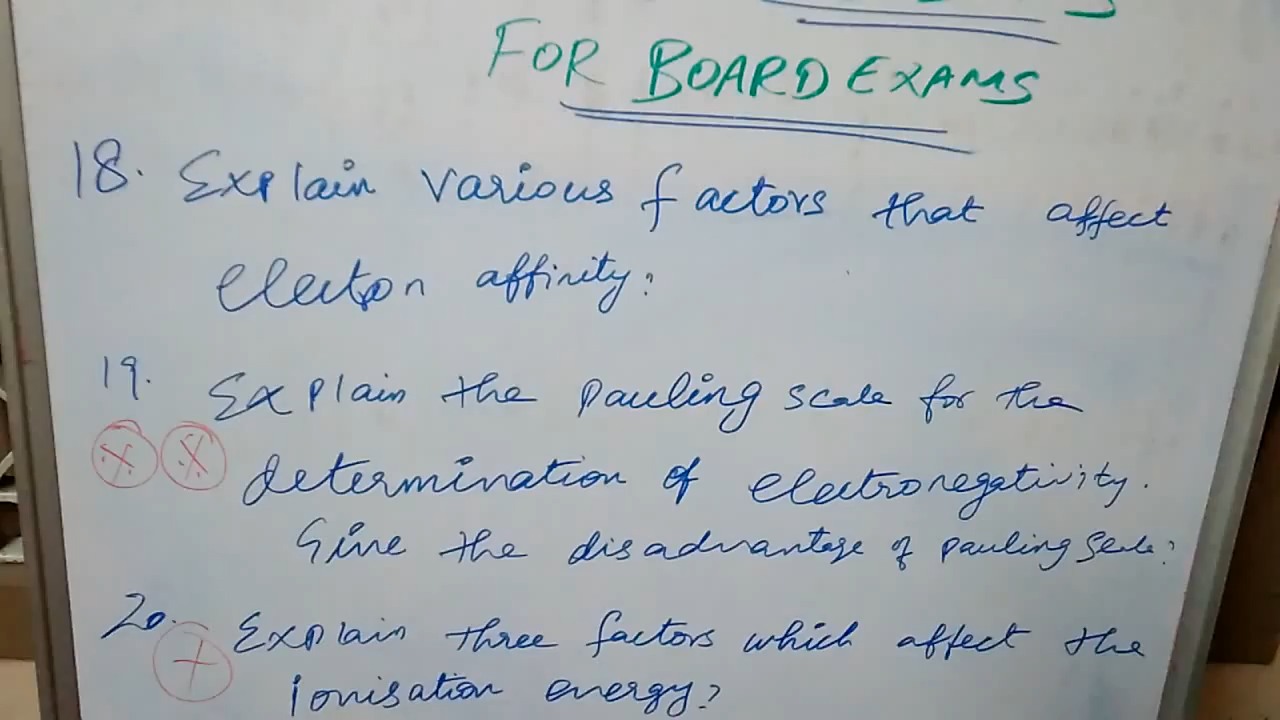 FOR BOARD EXAMS
18. Explain various factors that affect
electron affinity?
19. Explain the pauling scale for the
determination of electronegativity.
Give the disadvantage of pauling scale?
20. Explain three factors which affect the
ionisation energy?